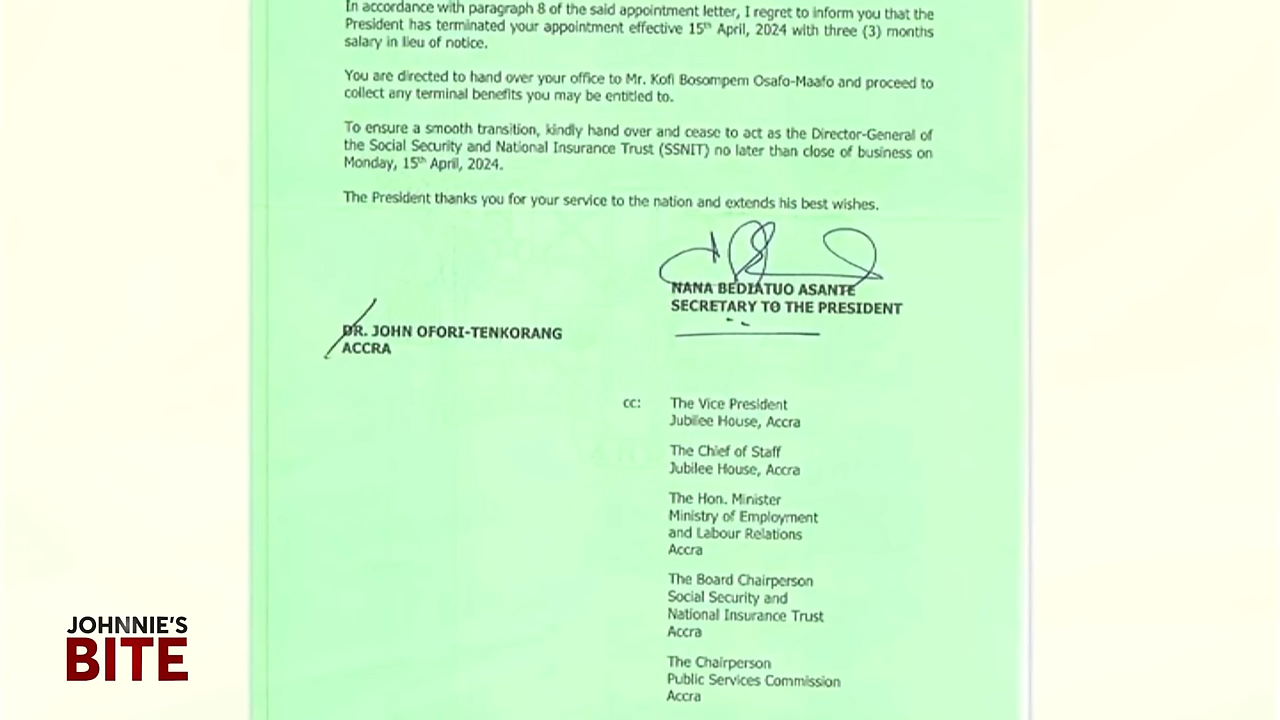 In accordance with paragraph 8 of the said appointment letter, I regret to inform you that the
President has terminated your appointment effective 15th April, 2024 with three (3) months
salary in lieu of notice.
You are directed to hand over your office to Mr. Kofi Bosompem Osafo-Maafo and proceed to
collect any terminal benefits you may be entitled to.
To ensure a smooth transition, kindly hand over and cease to act as the Director-General of
the Social Security and National Insurance Trust (SSNIT) no later than close of business on
Monday, 15th April, 2024.
The President thanks you for your service to the nation and extends his best wishes.
NANA BEDIATUO ASANTE
SECRETARY TO THE PRESIDENT
DR. JOHN OFORI-TENKORANG
ACCRA
cc: The Vice President
Jubilee House, Accra
The Chief of Staff
Jubilee House, Accra
The Hon. Minister
Ministry of Employment
and Labour Relations
Accra
The Board Chairperson
Social Security and
National Insurance Trust
Accra
The Chairperson
Public Services Commission
Accra
JOHNNIE'S
BITE